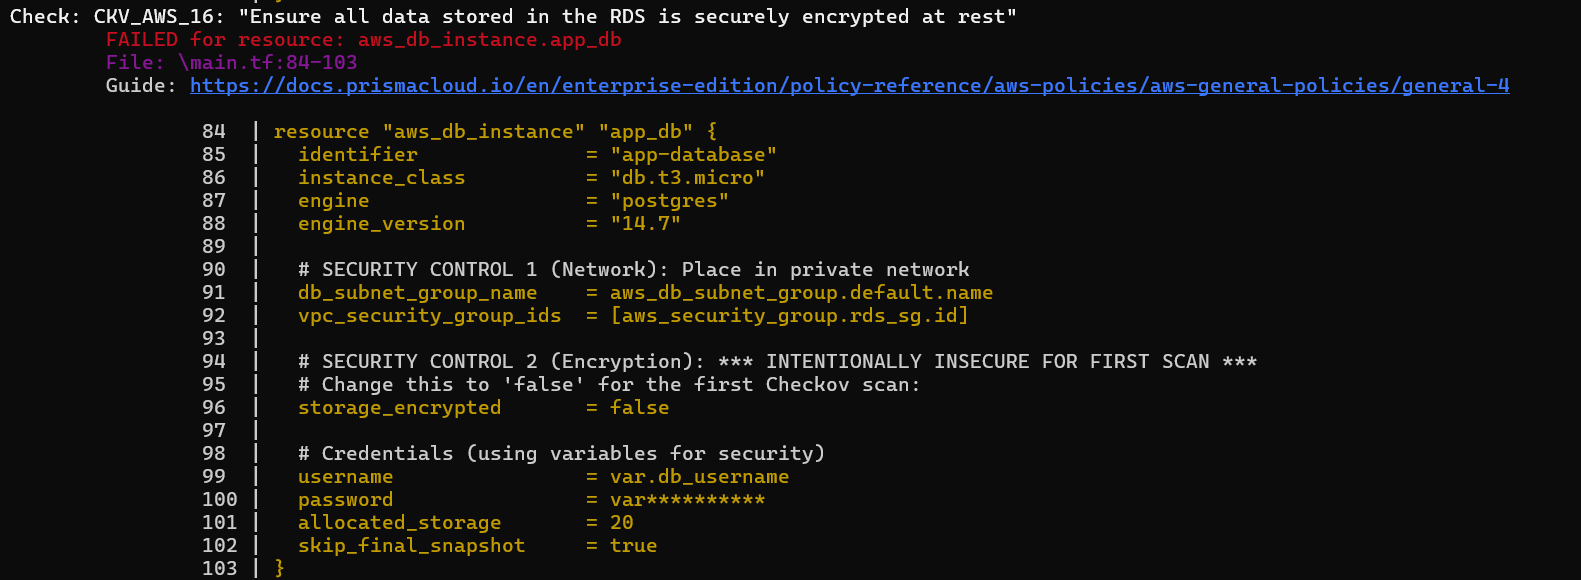 Check: CKV_AWS_16: "Ensure all data stored in the RDS is securely encrypted at rest"
FAILED for resource: aws_db_instance.app_db
File: \main.tf:84-103
Guide: https://docs.prismacloud.io/en/enterprise-edition/policy-reference/aws-policies/aws-general-policies/general-4
84 | resource "aws_db_instance" "app_db" {
85 |   identifier              = "app-database"
86 |   instance_class          = "db.t3.micro"
87 |   engine                  = "postgres"
88 |   engine_version          = "14.7"
89 |
90 |   # SECURITY CONTROL 1 (Network): Place in private network
91 |   db_subnet_group_name    = aws_db_subnet_group.default.name
92 |   vpc_security_group_ids  = [aws_security_group.rds_sg.id]
93 |
94 |   # SECURITY CONTROL 2 (Encryption): *** INTENTIONALLY INSECURE FOR FIRST SCAN ***
95 |   # Change this to 'false' for the first Checkov scan:
96 |   storage_encrypted       = false
97 |
98 |   # Credentials (using variables for security)
99 |   username                = var.db_username
100 |   password                = var**********
101 |   allocated_storage       = 20
102 |   skip_final_snapshot     = true
103 | }